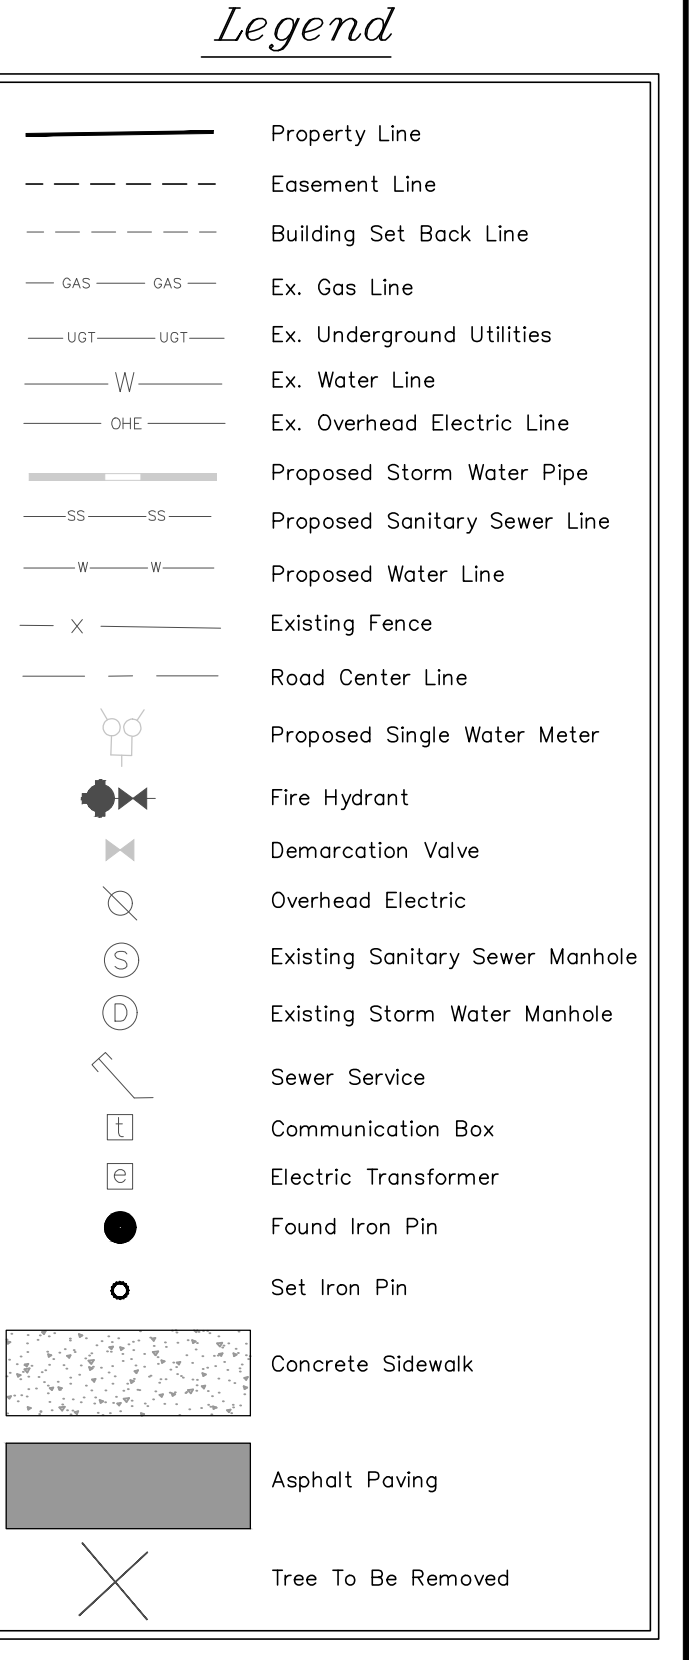 Legend
Property Line
Easement Line
Building Set Back Line
GAS GAS Ex. Gas Line
UGT UGT Ex. Underground Utilities
W Ex. Water Line
OHE Ex. Overhead Electric Line
Proposed Storm Water Pipe
SS SS Proposed Sanitary Sewer Line
W W Proposed Water Line
X Existing Fence
Road Center Line
Proposed Single Water Meter
Fire Hydrant
Demarcation Valve
Overhead Electric
S Existing Sanitary Sewer Manhole
D Existing Storm Water Manhole
Sewer Service
t Communication Box
e Electric Transformer
Found Iron Pin
Set Iron Pin
Concrete Sidewalk
Asphalt Paving
Tree To Be Removed